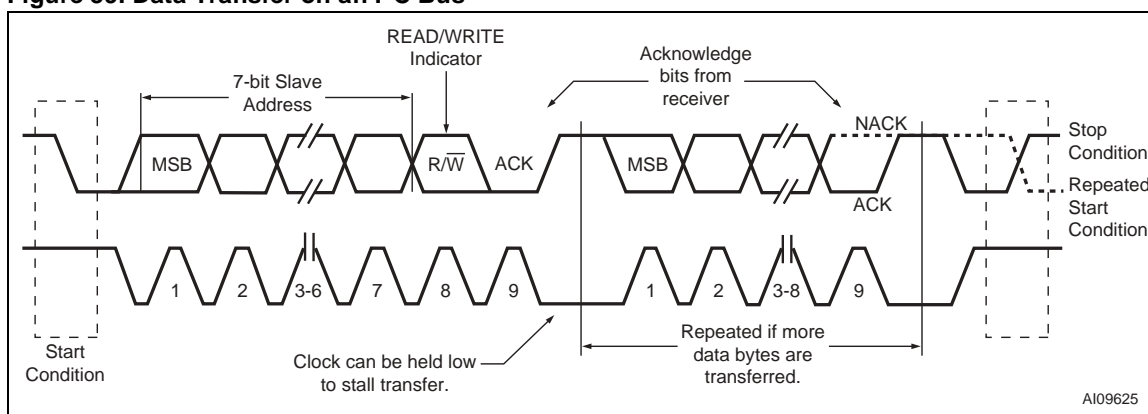 Figure 39. Data Transfer on an I²C Bus
READ/WRITE
Indicator
Acknowledge
bits from
receiver
7-bit Slave
Address
NACK
Stop
Condition
MSB
R/W̅
ACK
MSB
ACK
Repeated
Start
Condition
1
2
3-6
7
8
9
1
2
3-8
9
Start
Condition
Clock can be held low
to stall transfer.
Repeated if more
data bytes are
transferred.
AI09625